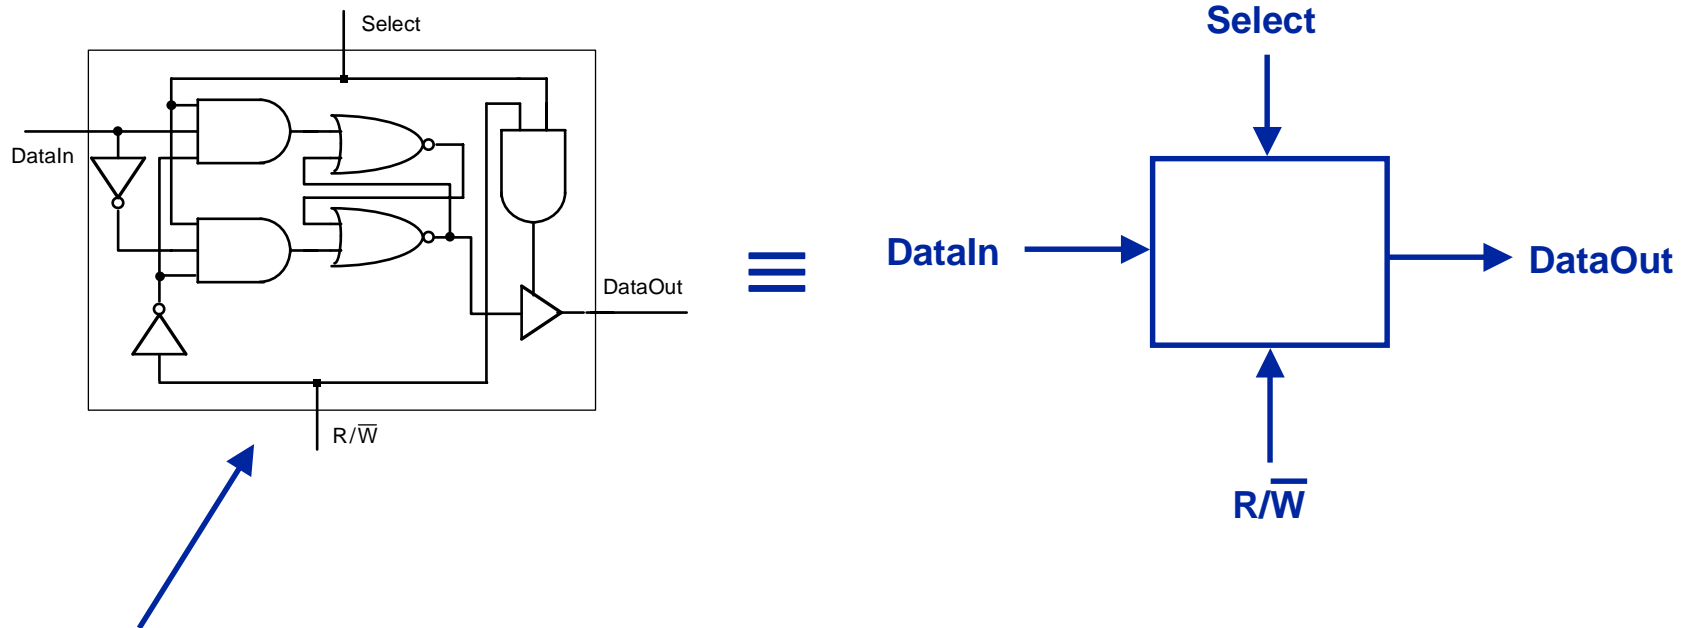 Select
DataIn
DataOut
R/W̅
Select
≡
DataIn
DataOut
R/W̅